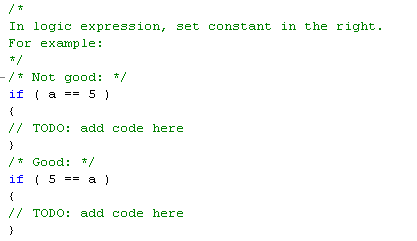 /*
In logic expression, set constant in the right.
For example:
*/
/* Not good: */
if ( a == 5 )
{
// TODO: add code here
}
/* Good: */
if ( 5 == a )
{
// TODO: add code here
}